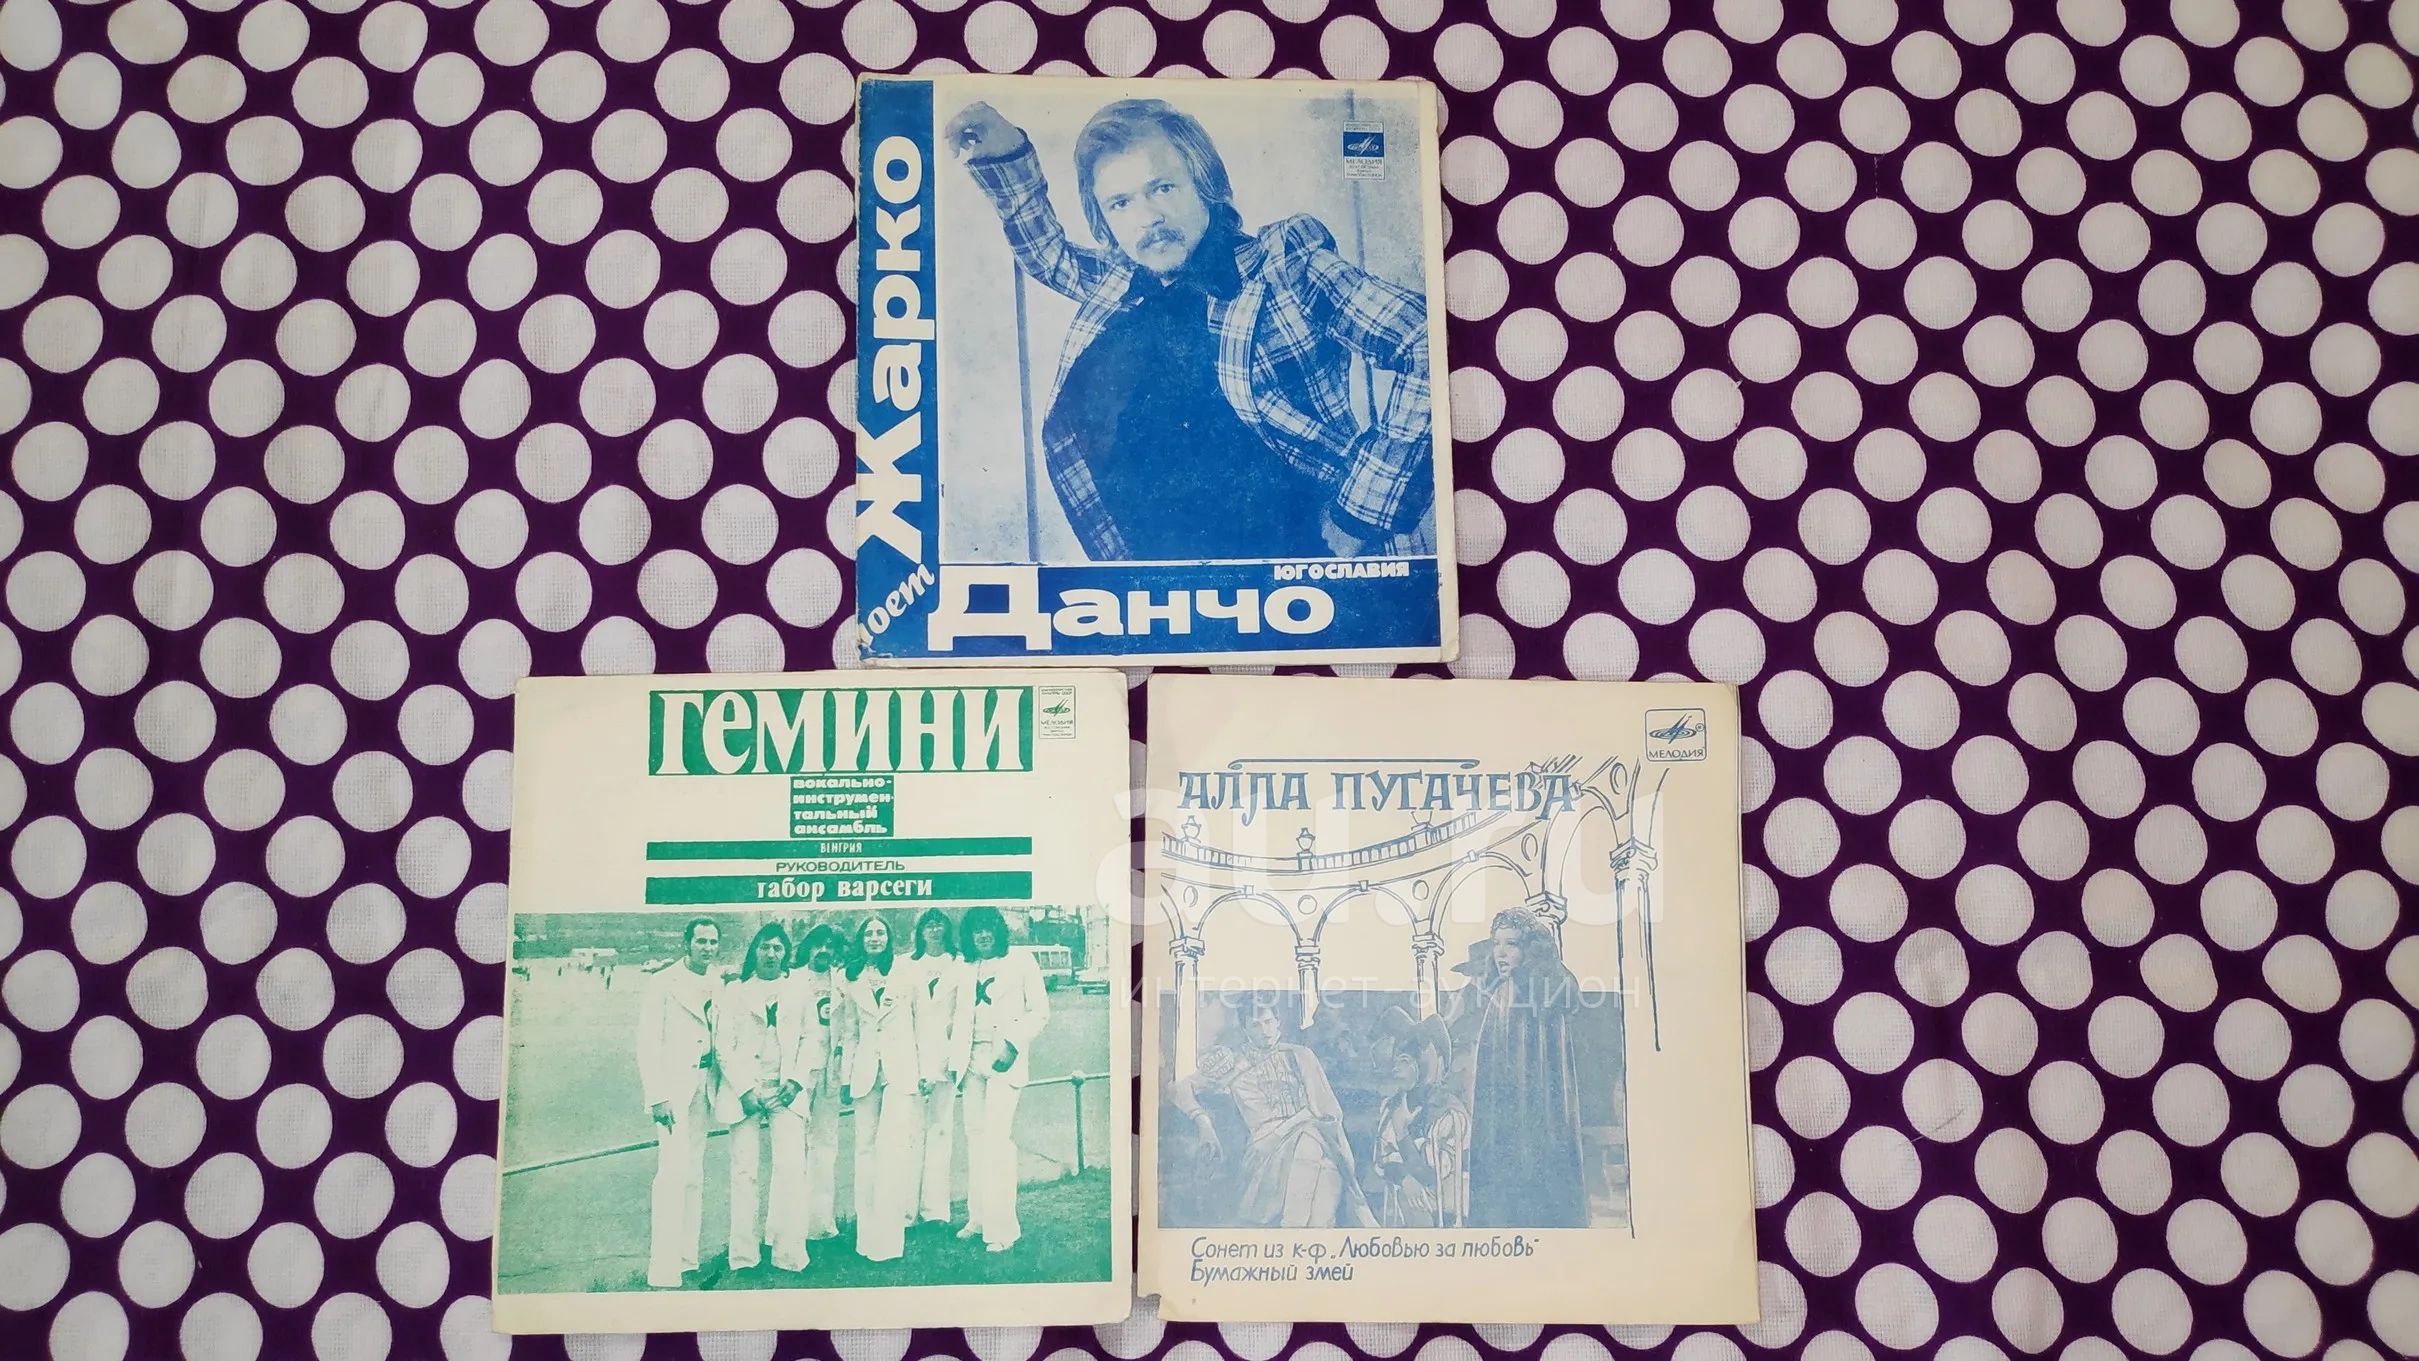 поет Жарко
Данчо
ЮГОСЛАВИЯ
МЕЛОДИЯ
ГЕМИНИ
вокально-
инструмен-
тальный
ансамбль
ВЕНГРИЯ
РУКОВОДИТЕЛЬ
габор варсеги
МЕЛОДИЯ
АЛЛА ПУГАЧЕВА
МЕЛОДИЯ
Сонет из к-ф „Любовью за любовь"
Бумажный змей
au.ru
интернет-аукцион